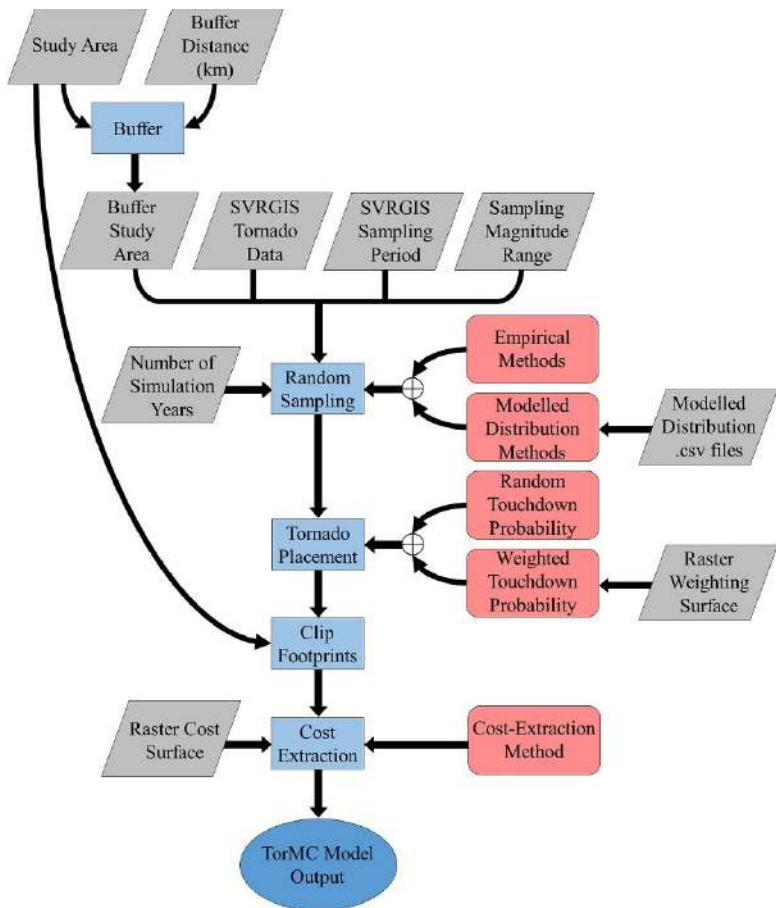 Study Area
Buffer
Distance
(km)
Buffer
Buffer
Study
Area
SVRGIS
Tornado
Data
SVRGIS
Sampling
Period
Sampling
Magnitude
Range
Number of
Simulation
Years
Random
Sampling
Empirical
Methods
Modelled
Distribution
Methods
Modelled
Distribution
.csv files
Random
Touchdown
Probability
Tornado
Placement
Weighted
Touchdown
Probability
Raster
Weighting
Surface
Clip
Footprints
Raster Cost
Surface
Cost
Extraction
Cost-Extraction
Method
TorMC Model
Output